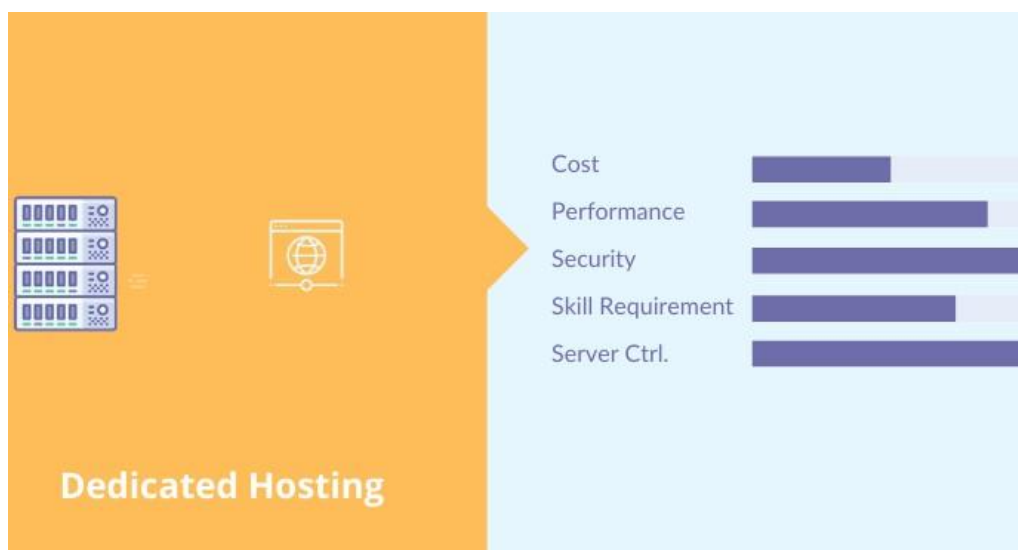 Cost
Performance
Security
Skill Requirement
Server Ctrl.
Dedicated Hosting